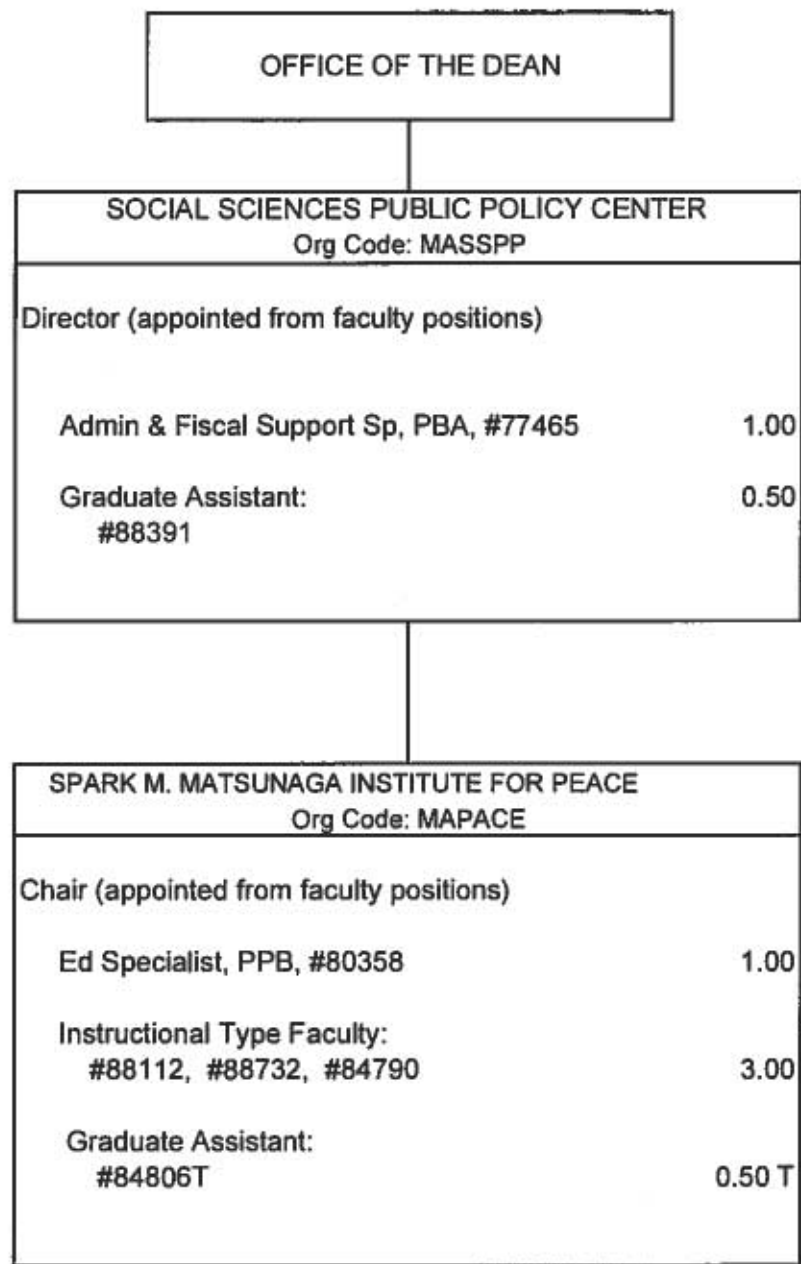 OFFICE OF THE DEAN
SOCIAL SCIENCES PUBLIC POLICY CENTER
Org Code: MASSPP
Director (appointed from faculty positions)
Admin & Fiscal Support Sp, PBA, #77465 1.00
Graduate Assistant: 0.50
#88391
SPARK M. MATSUNAGA INSTITUTE FOR PEACE
Org Code: MAPACE
Chair (appointed from faculty positions)
Ed Specialist, PPB, #80358 1.00
Instructional Type Faculty:
#88112, #88732, #84790 3.00
Graduate Assistant:
#84806T 0.50 T